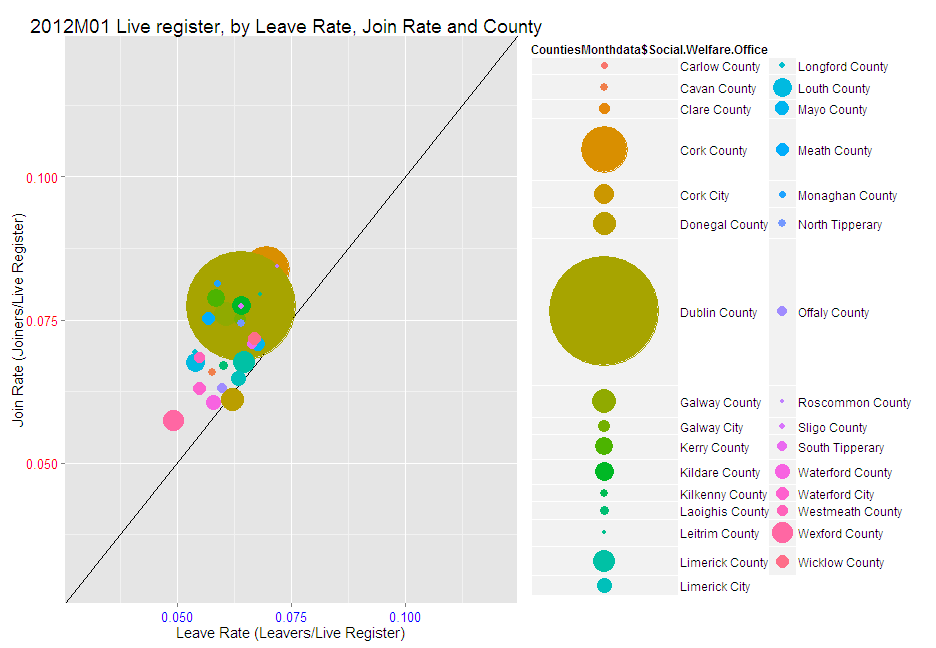 2012M01 Live register, by Leave Rate, Join Rate and County
Join Rate (Joiners/Live Register)
0.100
0.075
0.050
0.050 0.075 0.100
Leave Rate (Leavers/Live Register)
CountiesMonthdata$Social.Welfare.Office
Carlow County
Cavan County
Clare County
Cork County
Cork City
Donegal County
Dublin County
Galway County
Galway City
Kerry County
Kildare County
Kilkenny County
Laoighis County
Leitrim County
Limerick County
Limerick City
Longford County
Louth County
Mayo County
Meath County
Monaghan County
North Tipperary
Offaly County
Roscommon County
Sligo County
South Tipperary
Waterford County
Waterford City
Westmeath County
Wexford County
Wicklow County